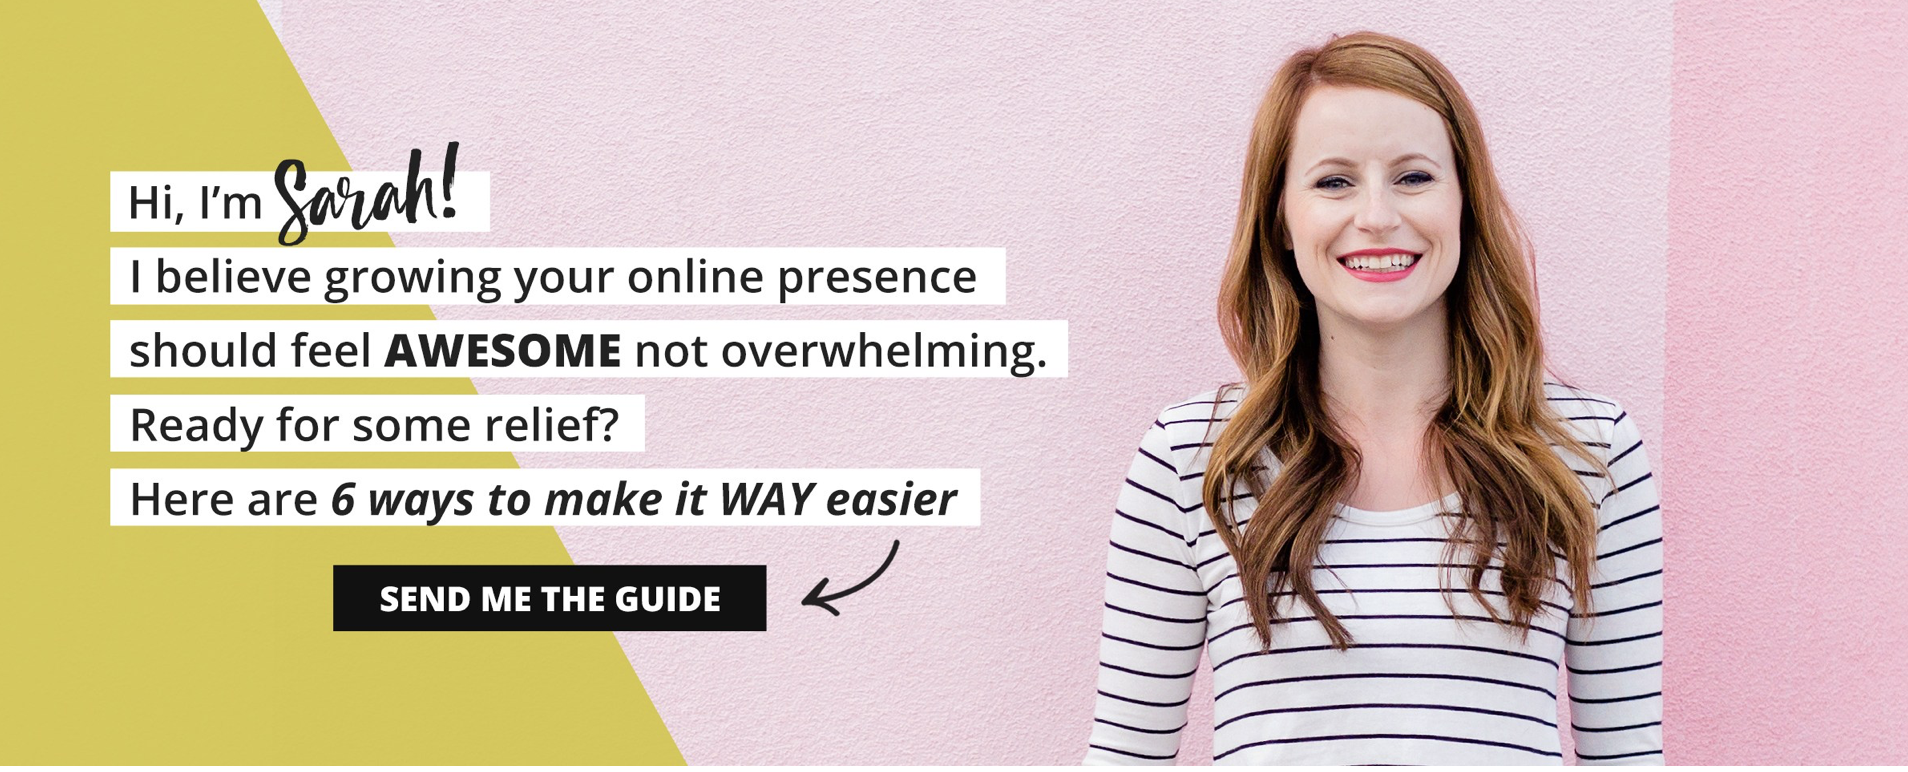 Hi, I’m Sarah!
I believe growing your online presence
should feel AWESOME not overwhelming.
Ready for some relief?
Here are 6 ways to make it WAY easier
SEND ME THE GUIDE